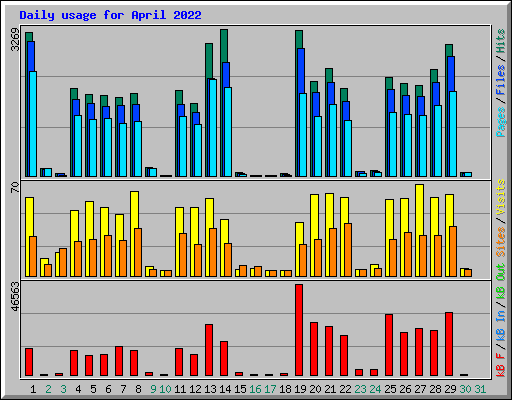 Daily usage for April 2022
3269
Pages / Files / Hits
70
Sites / Visits
46563
kB F / kB In / kB Out
1 2 3 4 5 6 7 8 9 10 11 12 13 14 15 16 17 18 19 20 21 22 23 24 25 26 27 28 29 30 31